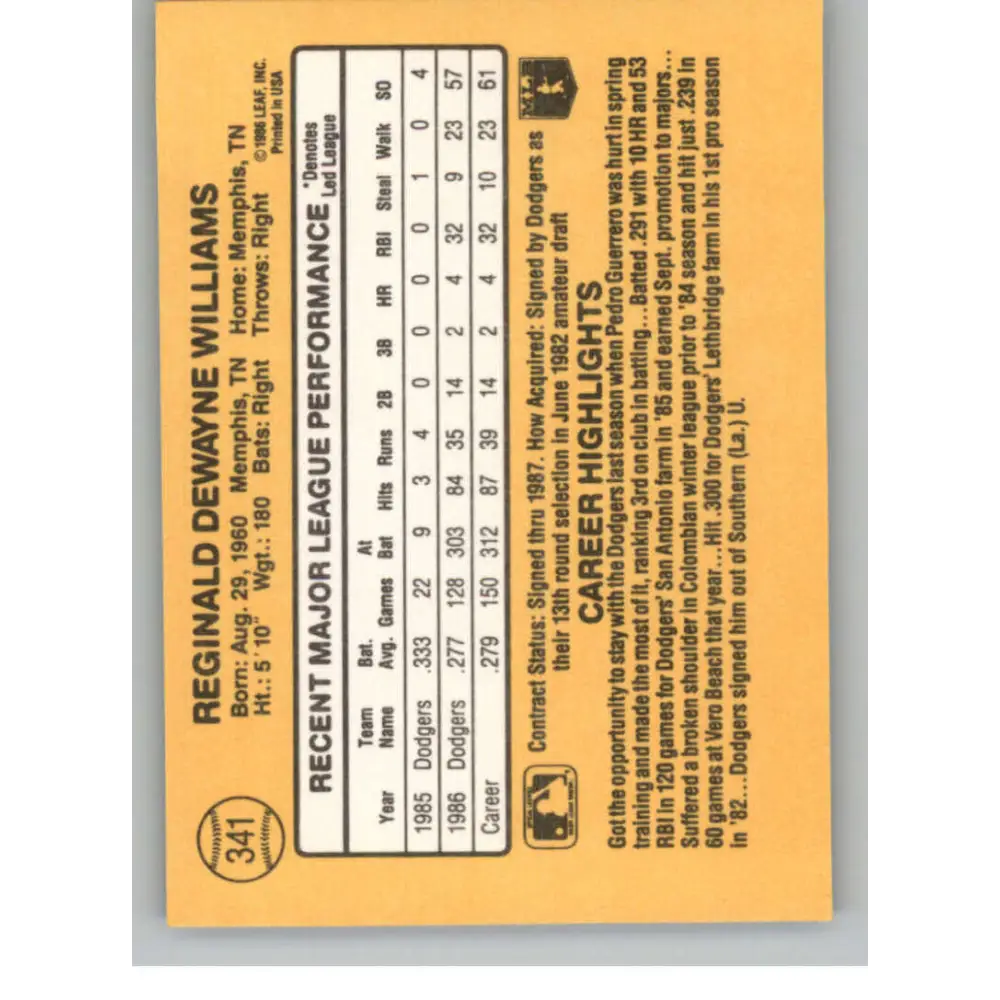 341
REGINALD DEWAYNE WILLIAMS
Born: Aug. 29, 1960 Memphis, TN Home: Memphis, TN
Ht.: 5' 10" Wgt.: 180 Bats: Right Throws: Right
©1986 LEAF, INC.
Printed in USA
RECENT MAJOR LEAGUE PERFORMANCE
*Denotes
Led League
Team Bat. At
Year Name Avg. Games Bat Hits Runs 2B 3B HR RBI Steal Walk SO
1985 Dodgers .333 22 9 3 4 0 0 0 0 1 0 4
1986 Dodgers .277 128 303 84 35 14 2 4 32 9 23 57
Career .279 150 312 87 39 14 2 4 32 10 23 61
Contract Status: Signed thru 1987. How Acquired: Signed by Dodgers as
their 13th round selection in June 1982 amateur draft
MLB
CAREER HIGHLIGHTS
Got the opportunity to stay with the Dodgers last season when Pedro Guerrero was hurt in spring
training and made the most of it, ranking 3rd on club in batting...Batted .291 with 10 HR and 53
RBI in 120 games for Dodgers' San Antonio farm in '85 and earned Sept. promotion to majors...
Suffered a broken shoulder in Colombian winter league prior to '84 season and hit just .239 in
60 games at Vero Beach that year...Hit .300 for Dodgers' Lethbridge farm in his 1st pro season
in '82...Dodgers signed him out of Southern (La.) U.